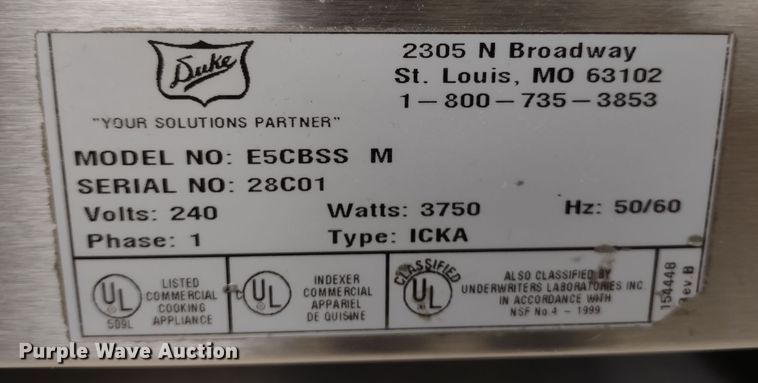 Duke
2305 N Broadway
St. Louis, MO 63102
1-800-735-3853
"YOUR SOLUTIONS PARTNER"
MODEL NO: E5CBSS M
SERIAL NO: 28C01
Volts: 240 Watts: 3750 Hz: 50/60
Phase: 1 Type: ICKA
UL
509L
LISTED
COMMERCIAL
COOKING
APPLIANCE
UL
INDEXER
COMMERCIAL
APPARIEL
DE QUISINE
CLASSIFIED
UL
ALSO CLASSIFIED BY
UNDERWRITERS LABORATORIES INC.
IN ACCORDANCE WITH
NSF No.4 - 1999
154448
Rev B
Purple Wave Auction